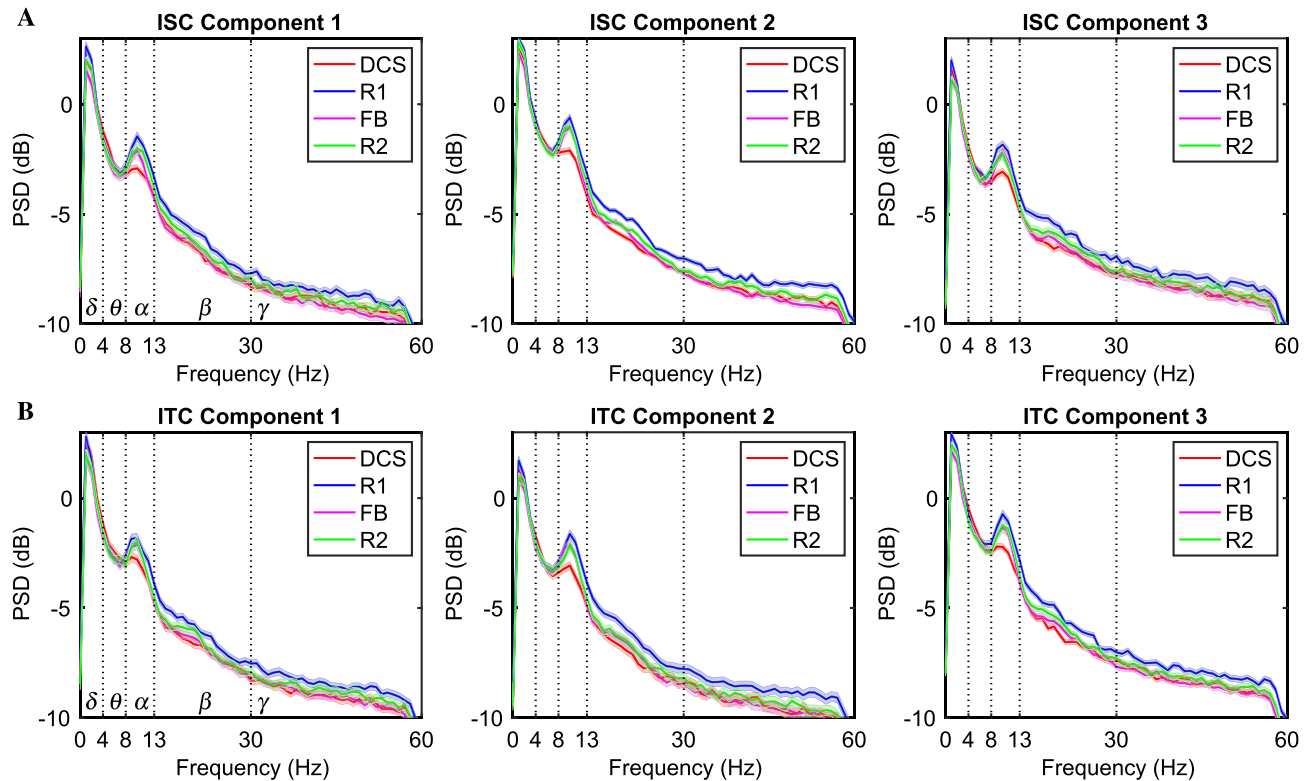 A
ISC Component 1
ISC Component 2
ISC Component 3
PSD (dB)
0
-5
-10
DCS
R1
FB
R2
δ θ α β γ
0 4 8 13 30 60
Frequency (Hz)
PSD (dB)
0
-5
-10
DCS
R1
FB
R2
0 4 8 13 30 60
Frequency (Hz)
PSD (dB)
0
-5
-10
DCS
R1
FB
R2
0 4 8 13 30 60
Frequency (Hz)
B
ITC Component 1
ITC Component 2
ITC Component 3
PSD (dB)
0
-5
-10
DCS
R1
FB
R2
δ θ α β γ
0 4 8 13 30 60
Frequency (Hz)
PSD (dB)
0
-5
-10
DCS
R1
FB
R2
0 4 8 13 30 60
Frequency (Hz)
PSD (dB)
0
-5
-10
DCS
R1
FB
R2
0 4 8 13 30 60
Frequency (Hz)